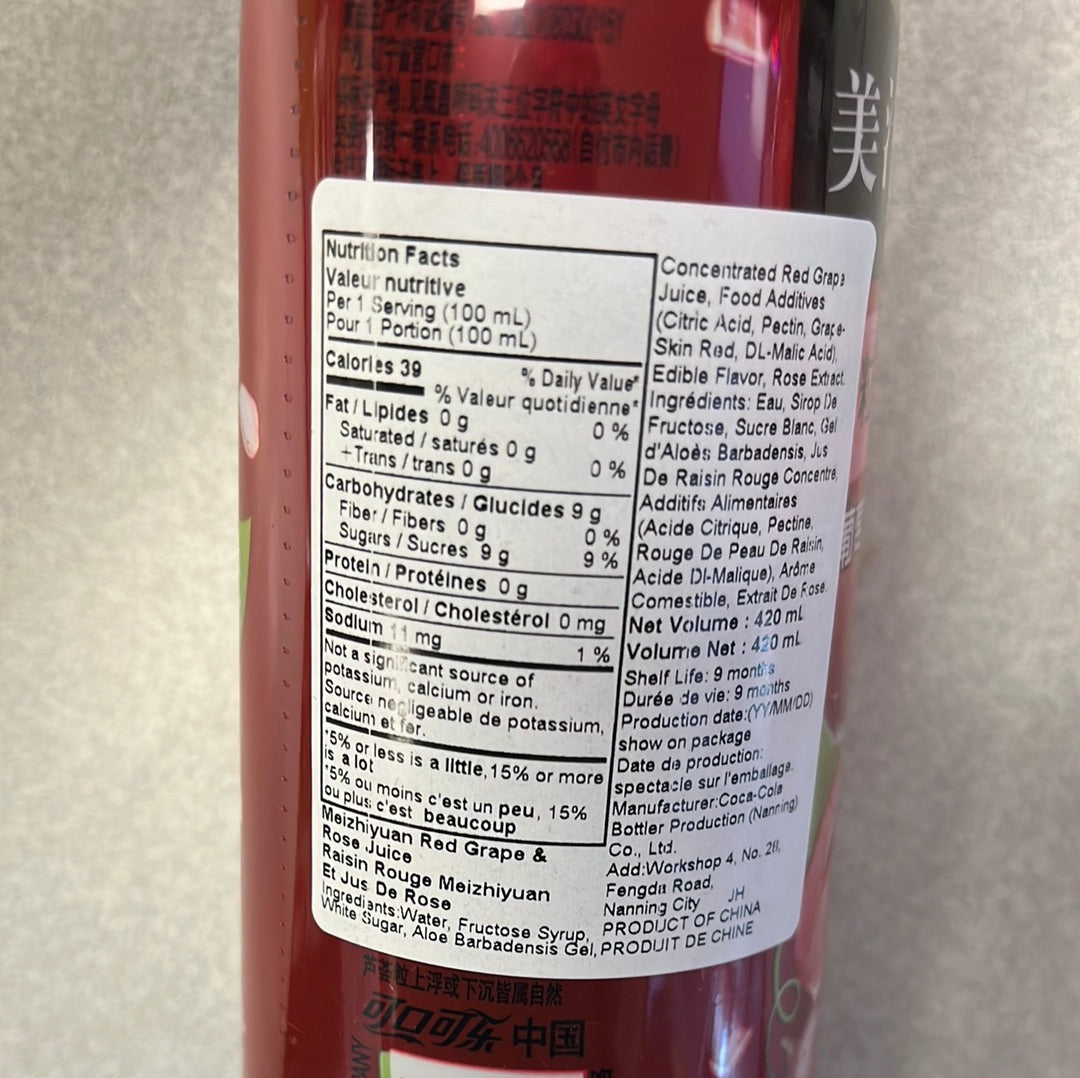 美
Nutrition Facts
Valeur nutritive
Per 1 Serving (100 mL)
Pour 1 Portion (100 mL)
Calories 39
% Daily Value*
% Valeur quotidienne*
Fat / Lipides 0 g 0 %
Saturated / saturés 0 g
+Trans / trans 0 g 0 %
Carbohydrates / Glucides 9 g
Fiber / Fibers 0 g 0 %
Sugars / Sucres 9 g 9 %
Protein / Protéines 0 g
Cholesterol / Cholestérol 0 mg
Sodium 11 mg 1 %
Not a significant source of
potassium, calcium or iron.
Source negligeable de potassium,
calcium et fer.
*5% or less is a little, 15% or more
is a lot
*5% ou moins c'est un peu, 15%
ou plus c'est beaucoup
Meizhiyuan Red Grape &
Rose Juice
Raisin Rouge Meizhiyuan
Et Jus De Rose
Ingredients:Water, Fructose Syrup,
White Sugar, Aloe Barbadensis Gel,
Concentrated Red Grape
Juice, Food Additives
(Citric Acid, Pectin, Grape-
Skin Red, DL-Malic Acid),
Edible Flavor, Rose Extract.
Ingrédients: Eau, Sirop De
Fructose, Sucre Blanc, Gel
d'Aloès Barbadensis, Jus
De Raisin Rouge Concentré,
Additifs Alimentaires
(Acide Citrique, Pectine,
Rouge De Peau De Raisin,
Acide Dl-Malique), Arôme
Comestible, Extrait De Rose.
Net Volume : 420 mL
Volume Net : 420 mL
Shelf Life: 9 months
Durée de vie: 9 months
Production date:(YY/MM/DD)
show on package
Date de production:
spectacle sur l'emballage.
Manufacturer:Coca-Cola
Bottler Production (Nanning)
Co., Ltd.
Add:Workshop 4, No. 28,
Fengda Road,
Nanning City JH
PRODUCT OF CHINA
PRODUIT DE CHINE
芦荟粒上浮或下沉皆属自然
可口可乐 中国